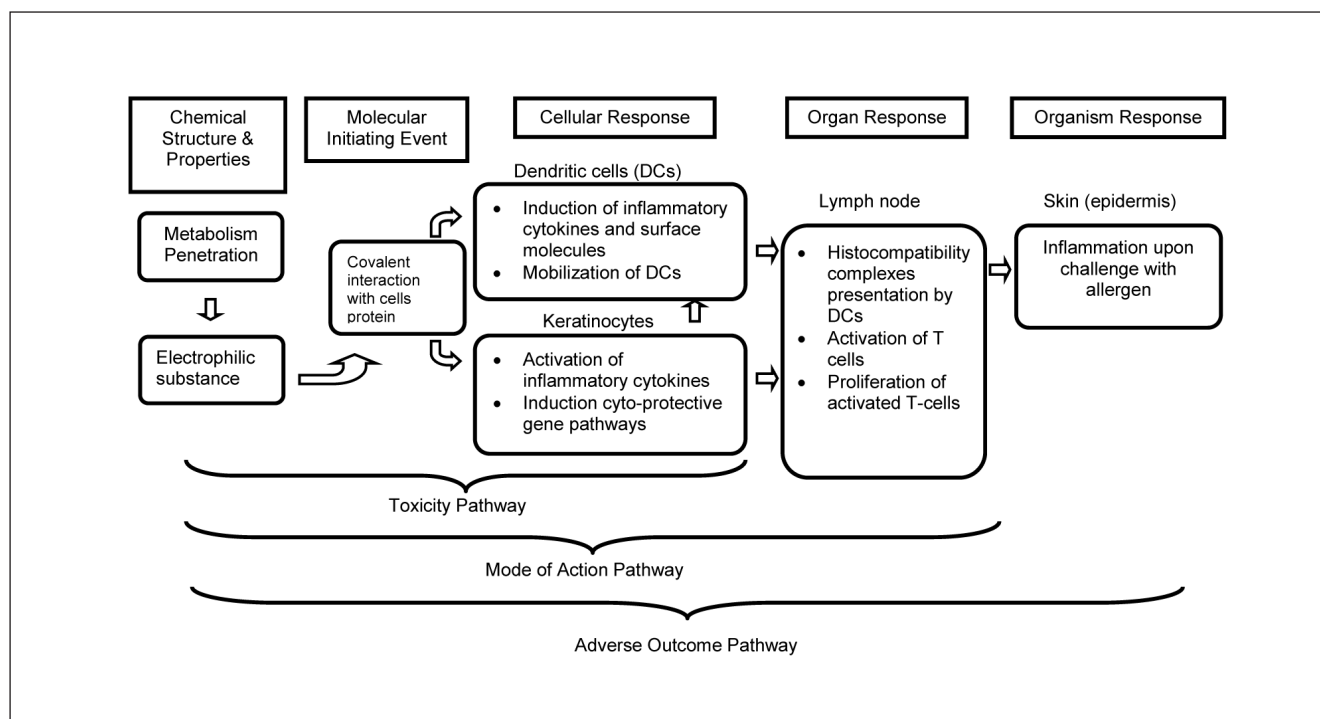 Chemical
Structure &
Properties
Molecular
Initiating Event
Cellular Response
Organ Response
Organism Response
Metabolism
Penetration
Electrophilic
substance
Covalent
interaction
with cells
protein
Dendritic cells (DCs)
• Induction of inflammatory
cytokines and surface
molecules
• Mobilization of DCs
Keratinocytes
• Activation of
inflammatory cytokines
• Induction cyto-protective
gene pathways
Lymph node
• Histocompatibility
complexes
presentation by
DCs
• Activation of T
cells
• Proliferation of
activated T-cells
Skin (epidermis)
Inflammation upon
challenge with
allergen
Toxicity Pathway
Mode of Action Pathway
Adverse Outcome Pathway